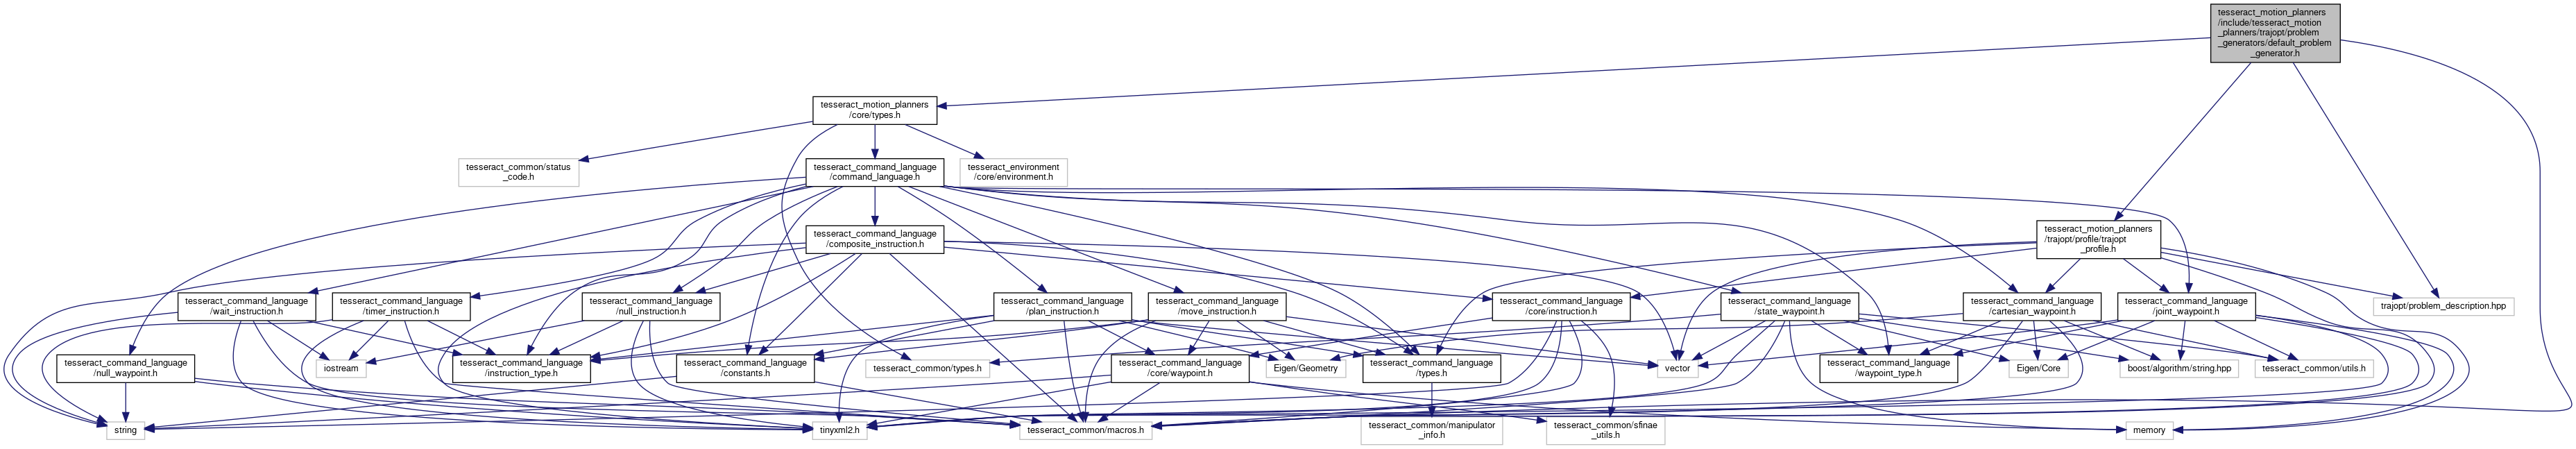 tesseract_motion_planners
/include/tesseract_motion
_planners/trajopt/problem
_generators/default_problem
_generator.h
tesseract_motion_planners
/core/types.h
tesseract_common/status
_code.h
tesseract_command_language
/command_language.h
tesseract_environment
/core/environment.h
tesseract_command_language
/composite_instruction.h
tesseract_motion_planners
/trajopt/profile/trajopt
_profile.h
tesseract_command_language
/wait_instruction.h
tesseract_command_language
/timer_instruction.h
tesseract_command_language
/null_instruction.h
tesseract_command_language
/plan_instruction.h
tesseract_command_language
/move_instruction.h
tesseract_command_language
/core/instruction.h
tesseract_command_language
/state_waypoint.h
tesseract_command_language
/cartesian_waypoint.h
tesseract_command_language
/joint_waypoint.h
trajopt/problem_description.hpp
tesseract_command_language
/null_waypoint.h
iostream
tesseract_command_language
/instruction_type.h
tesseract_command_language
/constants.h
tesseract_common/types.h
tesseract_command_language
/core/waypoint.h
Eigen/Geometry
tesseract_command_language
/types.h
vector
tesseract_command_language
/waypoint_type.h
Eigen/Core
boost/algorithm/string.hpp
tesseract_common/utils.h
string
tinyxml2.h
tesseract_common/macros.h
tesseract_common/manipulator
_info.h
tesseract_common/sfinae
_utils.h
memory